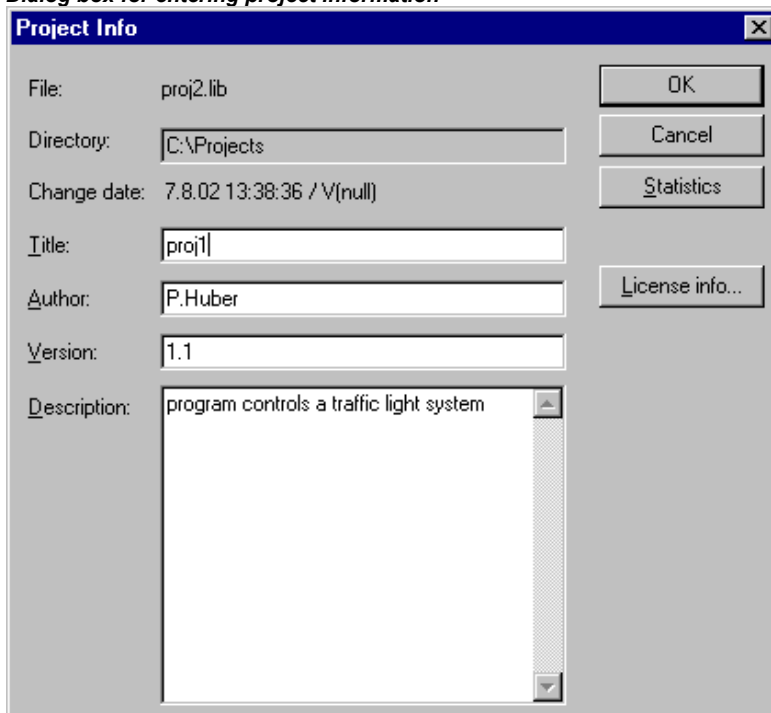 Dialog box for entering project information
Project Info
File: proj2.lib
OK
Directory: C:\Projects
Cancel
Change date: 7.8.02 13:38:36 / V(null)
Statistics
Title: proj1
Author: P.Huber
License info...
Version: 1.1
Description: program controls a traffic light system